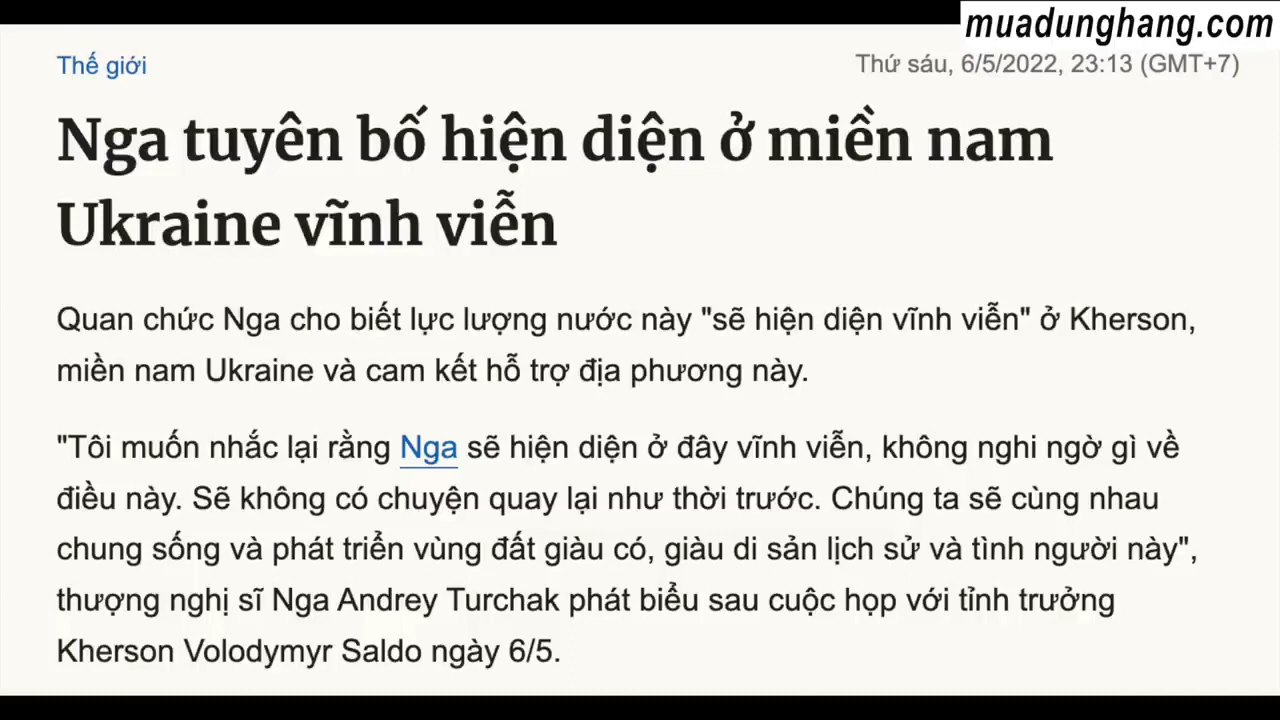 muadunghang.com
Thế giới
Thứ sáu, 6/5/2022, 23:13 (GMT+7)
Nga tuyên bố hiện diện ở miền nam
Ukraine vĩnh viễn
Quan chức Nga cho biết lực lượng nước này "sẽ hiện diện vĩnh viễn" ở Kherson,
miền nam Ukraine và cam kết hỗ trợ địa phương này.
"Tôi muốn nhắc lại rằng Nga sẽ hiện diện ở đây vĩnh viễn, không nghi ngờ gì về
điều này. Sẽ không có chuyện quay lại như thời trước. Chúng ta sẽ cùng nhau
chung sống và phát triển vùng đất giàu có, giàu di sản lịch sử và tình người này",
thượng nghị sĩ Nga Andrey Turchak phát biểu sau cuộc họp với tỉnh trưởng
Kherson Volodymyr Saldo ngày 6/5.